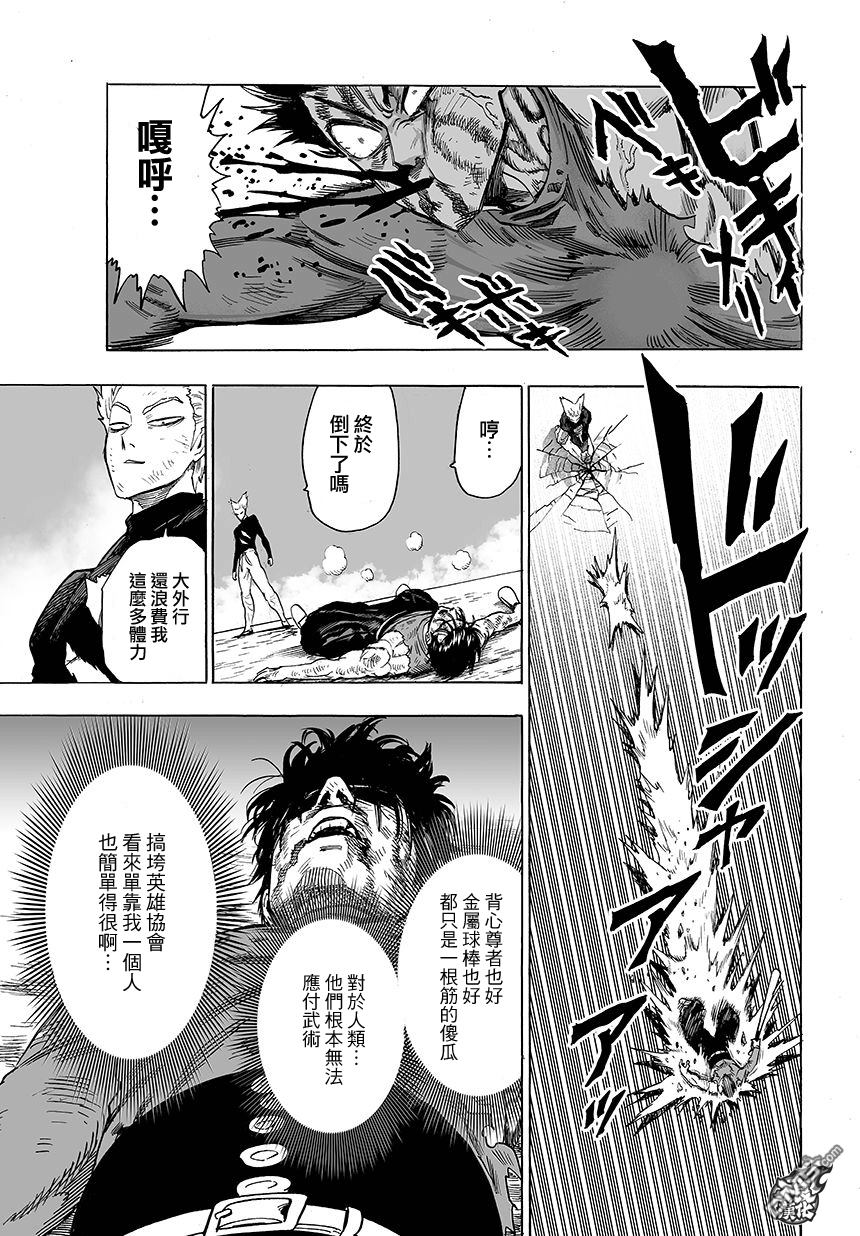 ビキィ
ビキ
嘎呼…
ビキ
ビキ
ドッシャアァ
哼…
終於
倒下了嗎
大外行
還浪費我
這麼多體力
背心尊者也好
金屬球棒也好
都只是一根筋的傻瓜
對於人類…
他們根本無法
應付武術
搞垮英雄協會
看來單靠我一個人
也簡單得很啊…